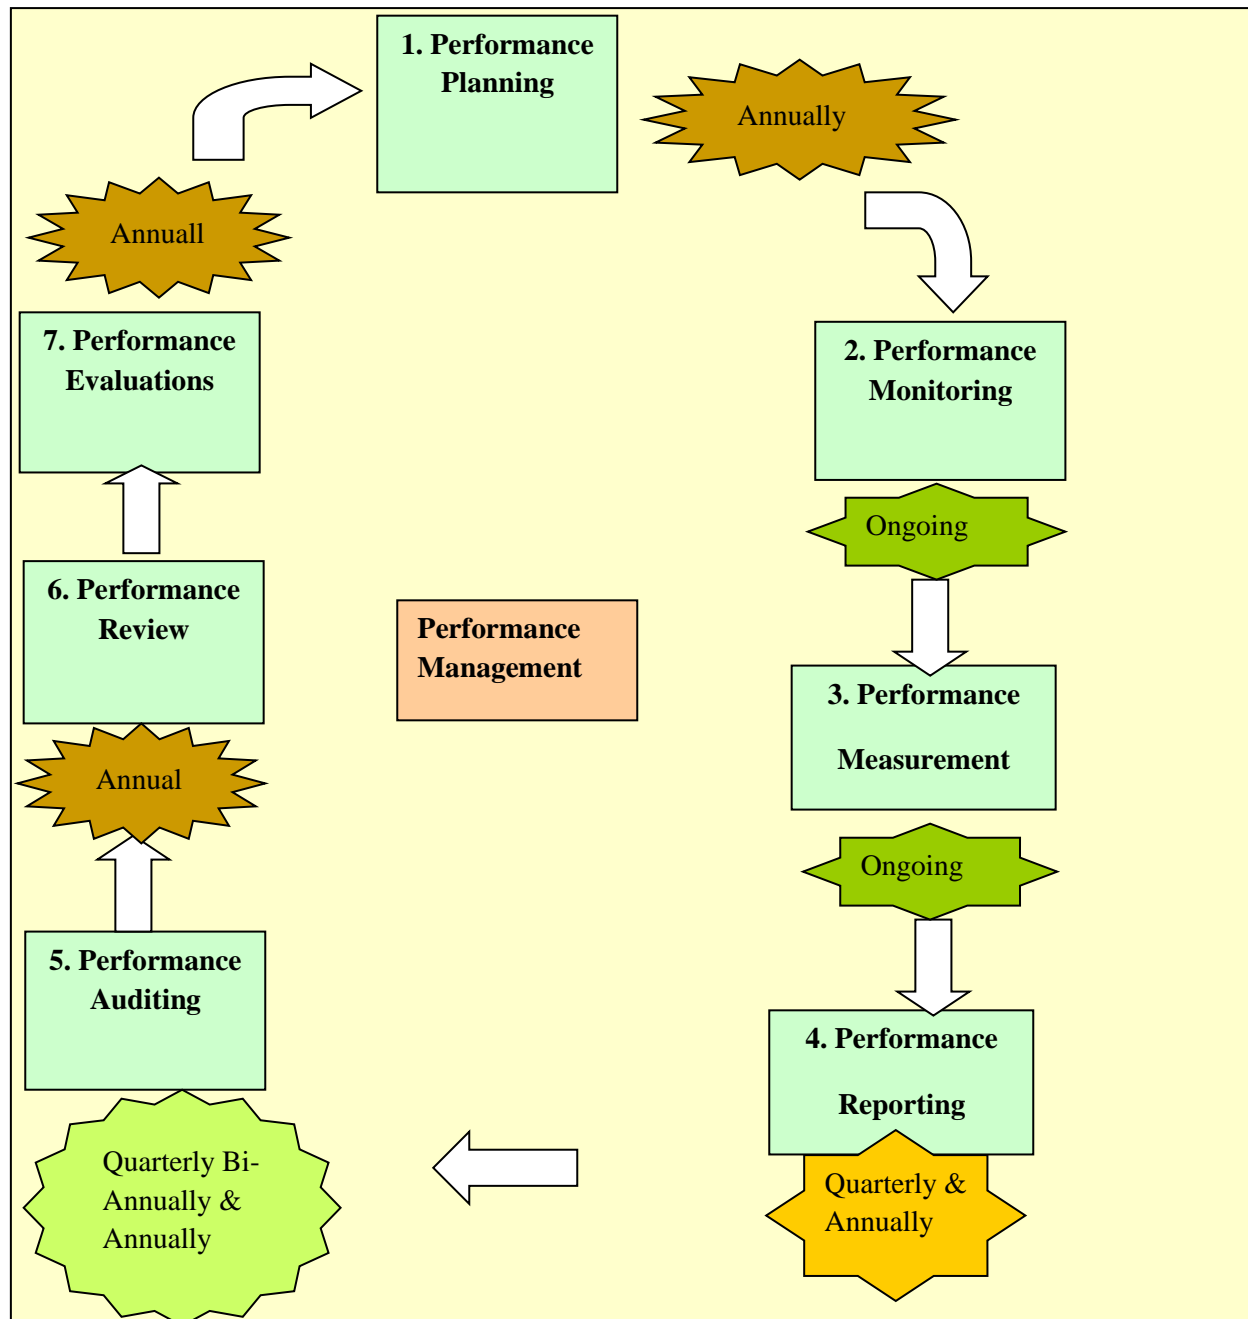 1. Performance
Planning
Annually
2. Performance
Monitoring
Ongoing
3. Performance
Measurement
Ongoing
4. Performance
Reporting
Quarterly &
Annually
Quarterly Bi-
Annually &
Annually
5. Performance
Auditing
Annual
6. Performance
Review
7. Performance
Evaluations
Annuall
Performance
Management